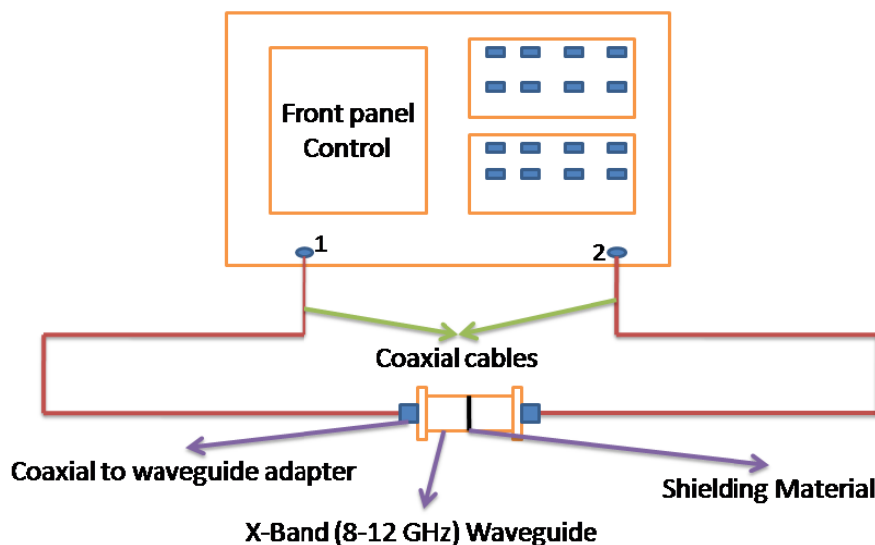 Front panel
Control
1
2
Coaxial cables
Coaxial to waveguide adapter
Shielding Material
X-Band (8-12 GHz) Waveguide